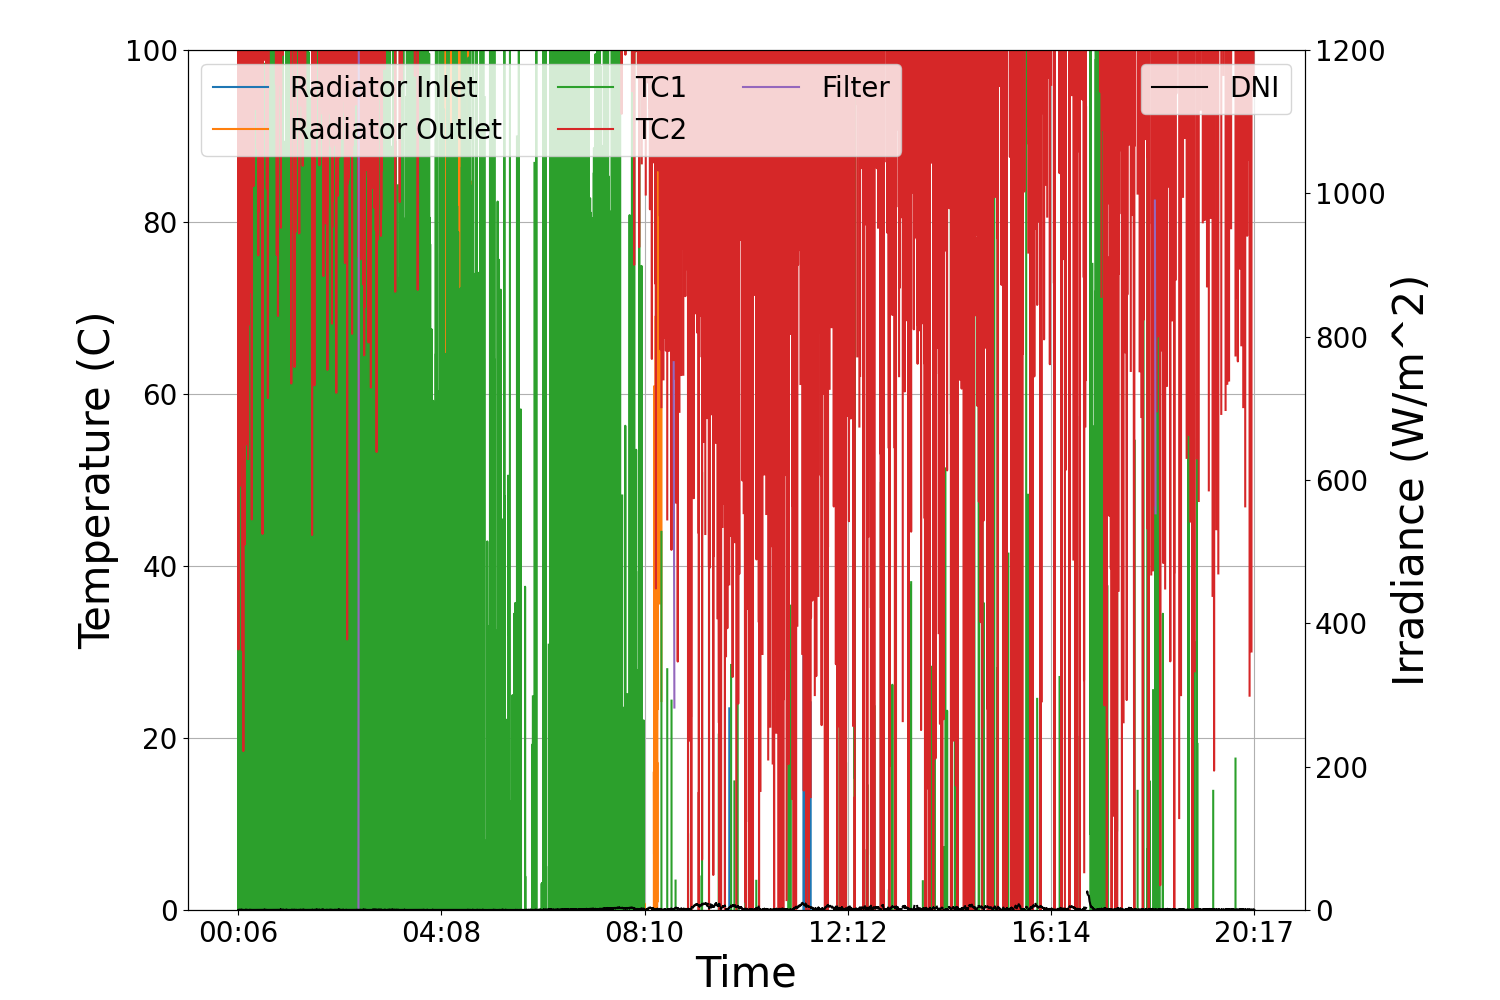 100
80
60
40
20
0
Temperature (C)
Radiator Inlet
Radiator Outlet
TC1
TC2
Filter
DNI
1200
1000
800
600
400
200
0
Irradiance (W/m^2)
00:06 04:08 08:10 12:12 16:14 20:17
Time